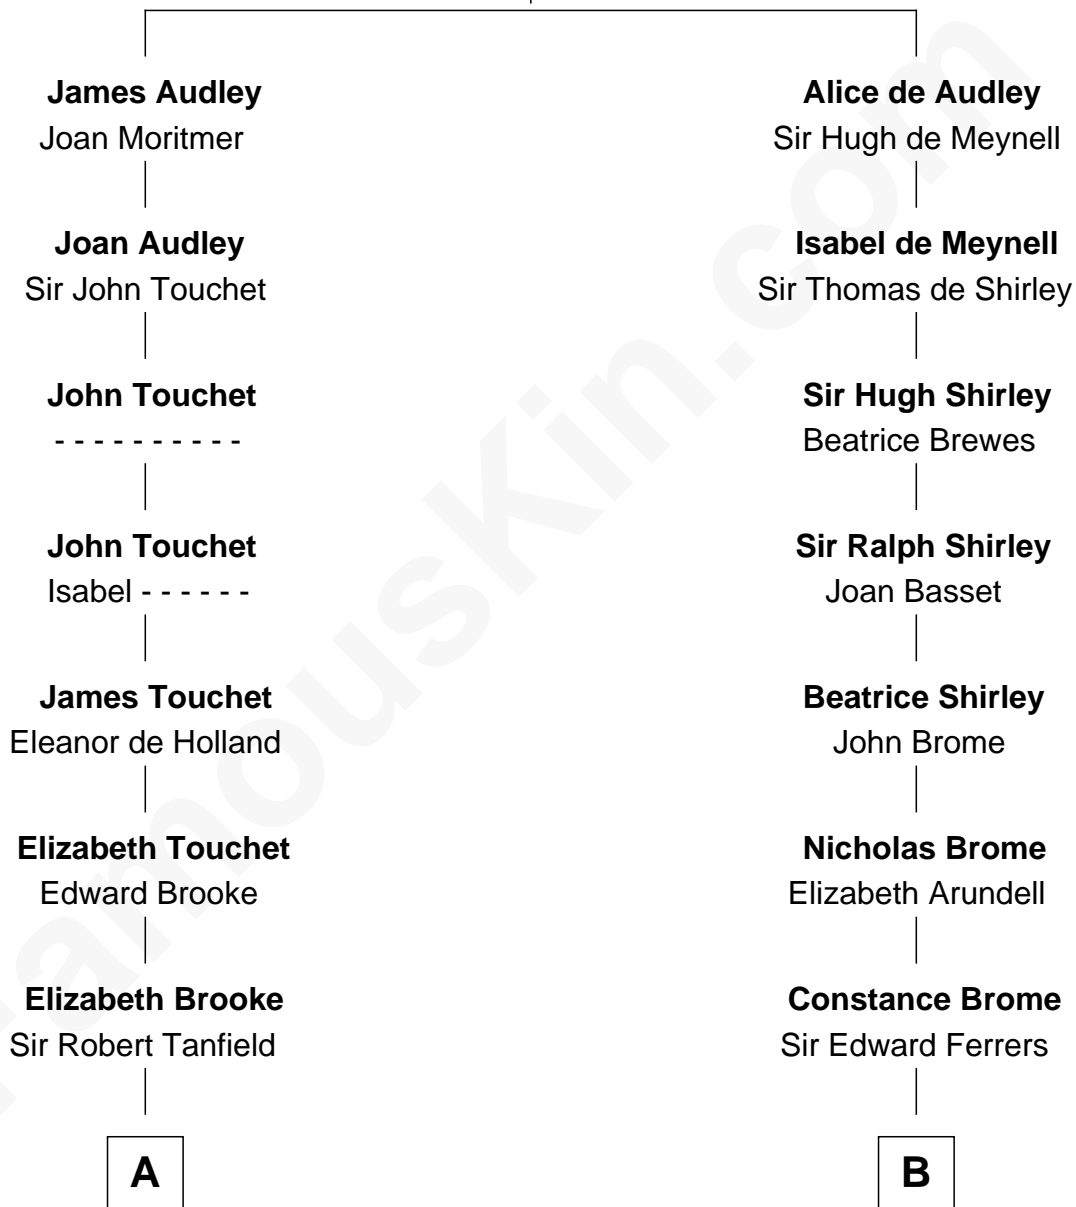 James Audley
Joan Moritmer
Joan Audley
Sir John Touchet
John Touchet
- - - - - - - - - -
John Touchet
Isabel - - - - - -
James Touchet
Eleanor de Holland
Elizabeth Touchet
Edward Brooke
Elizabeth Brooke
Sir Robert Tanfield
A
Alice de Audley
Sir Hugh de Meynell
Isabel de Meynell
Sir Thomas de Shirley
Sir Hugh Shirley
Beatrice Brewes
Sir Ralph Shirley
Joan Basset
Beatrice Shirley
John Brome
Nicholas Brome
Elizabeth Arundell
Constance Brome
Sir Edward Ferrers
B
FamousKin.com